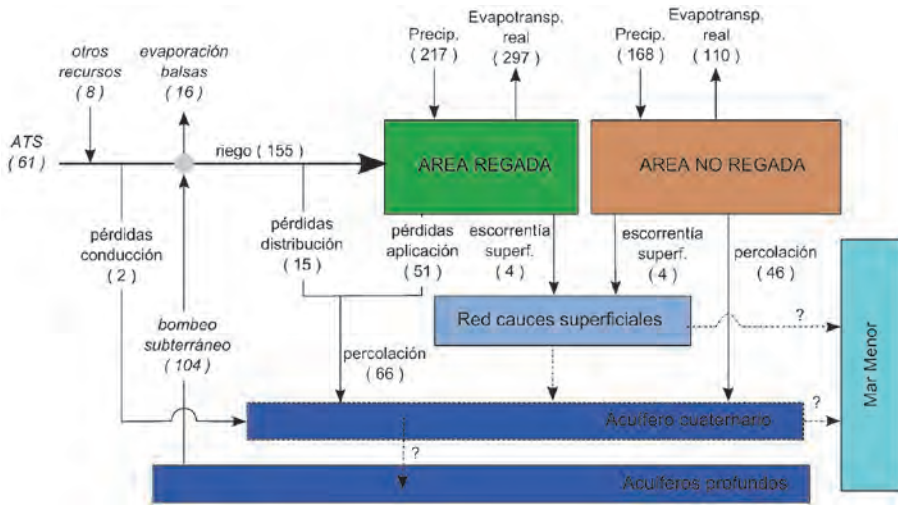 otros
recursos
( 8 )
evaporación
balsas
( 16 )
Precip.
( 217 )
Evapotransp.
real
( 297 )
Precip.
( 168 )
Evapotransp.
real
( 110 )
ATS
( 61 )
riego ( 155 )
AREA REGADA
AREA NO REGADA
pérdidas
conducción
( 2 )
pérdidas
distribución
( 15 )
pérdidas
aplicación
( 51 )
escorrentía
superf.
( 4 )
escorrentía
superf.
( 4 )
percolación
( 46 )
bombeo
subterráneo
( 104 )
Red cauces superficiales
?
percolación
( 66 )
Mar Menor
Acuífero cuaternario
?
?
Acuíferos profundos